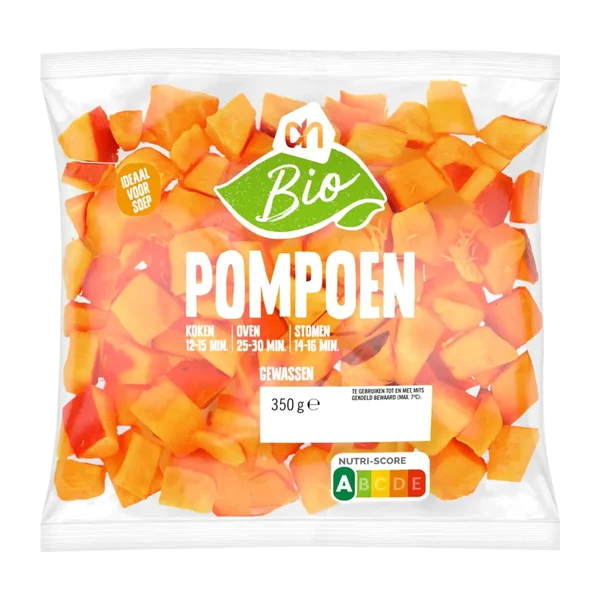 ah
Bio
IDEAAL
VOOR
SOEP
POMPOEN
KOKEN | OVEN | STOMEN
12-15 MIN. | 25-30 MIN. | 14-16 MIN.
GEWASSEN
350 g ℮
TE GEBRUIKEN TOT EN MET, MITS
GEKOELD BEWAARD (MAX. 7°C):
NUTRI-SCORE
A B C D E